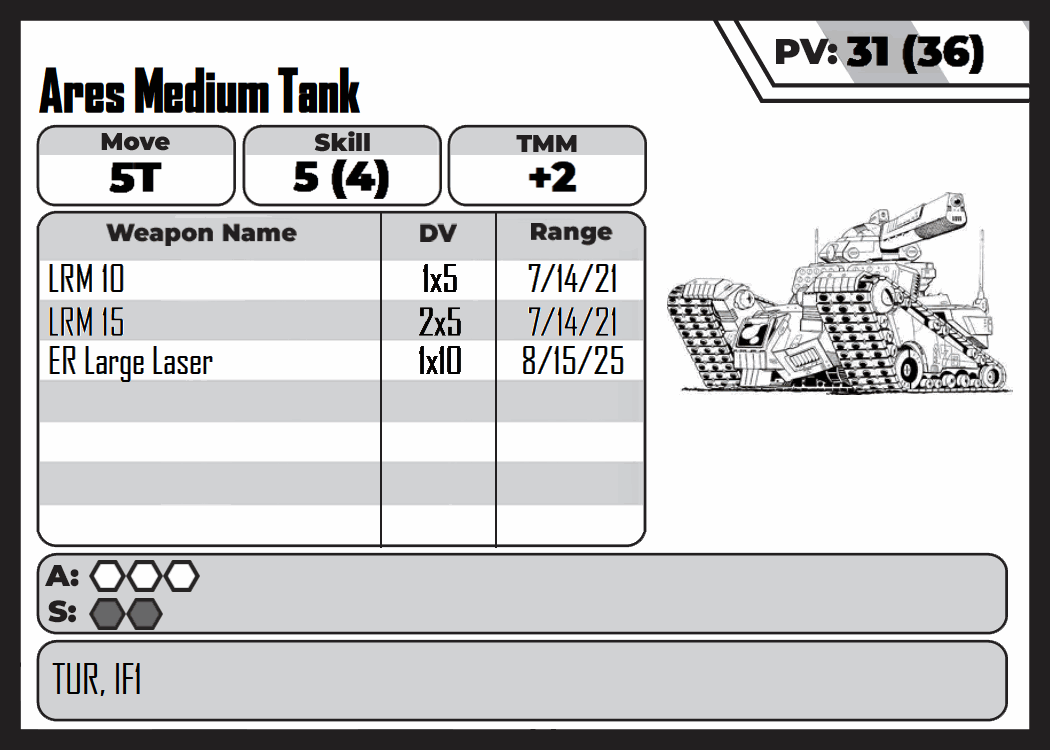 PV: 31 (36)
Ares Medium Tank
Move Skill TMM
5T 5 (4) +2
Weapon Name DV Range
LRM 10 1x5 7/14/21
LRM 15 2x5 7/14/21
ER Large Laser 1x10 8/15/25
A:
S:
TUR, IF1